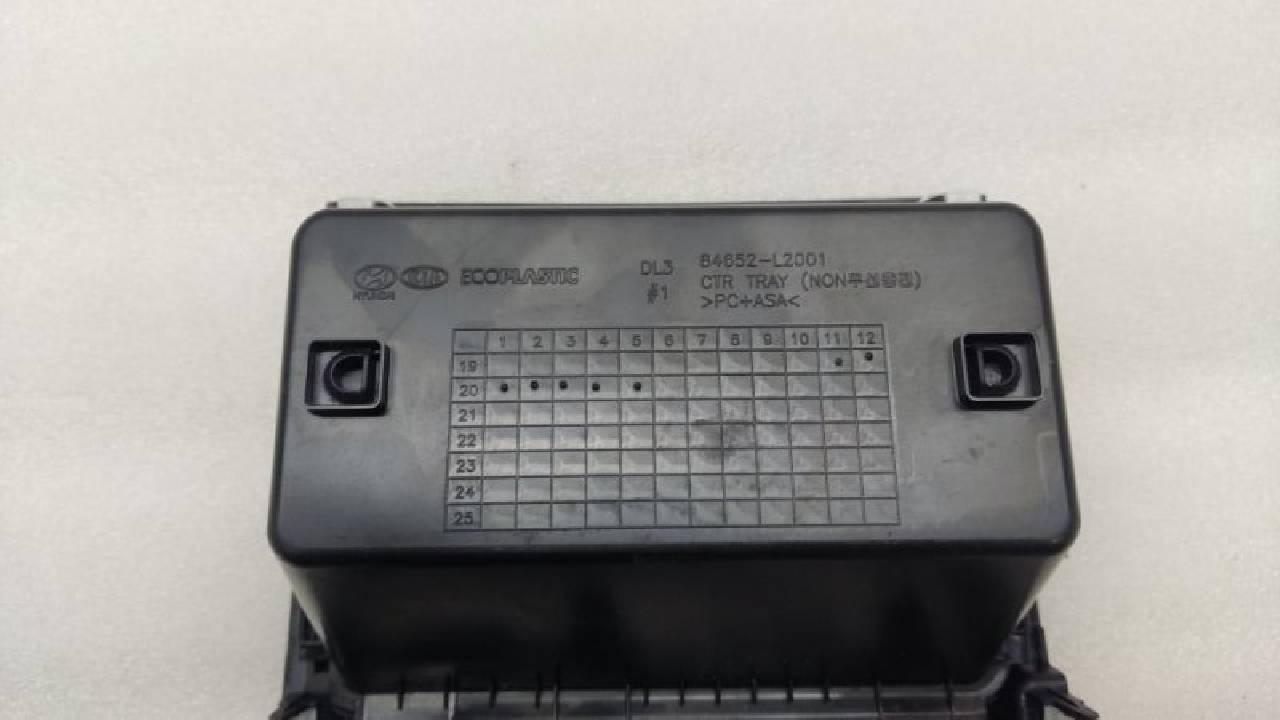 HYUNDAI KIA ECOPLASTIC
DL3 84652-L2001
#1 CTR TRAY (NON무선충전)
>PC+ASA<
1 2 3 4 5 6 7 8 9 10 11 12
19
20
21
22
23
24
25